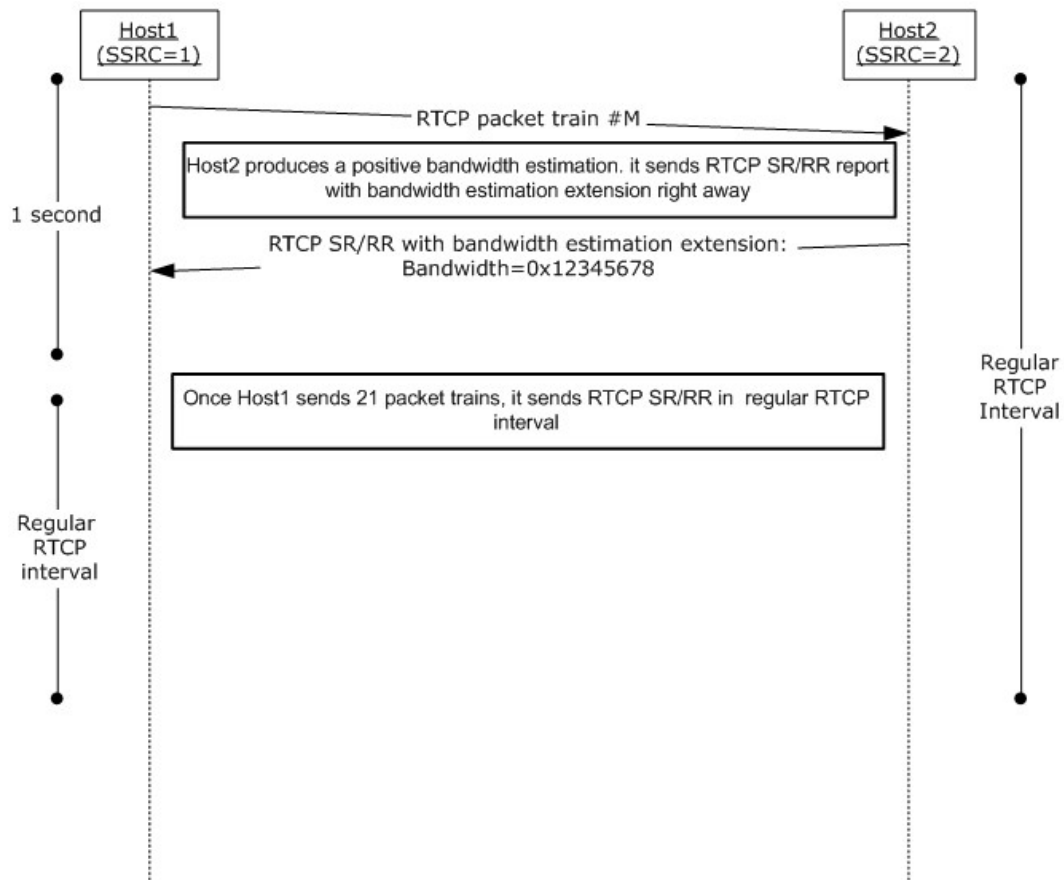 Host1
(SSRC=1)
Host2
(SSRC=2)
RTCP packet train #M
Host2 produces a positive bandwidth estimation. it sends RTCP SR/RR report
with bandwidth estimation extension right away
1 second
RTCP SR/RR with bandwidth estimation extension:
Bandwidth=0x12345678
Regular
RTCP
Interval
Once Host1 sends 21 packet trains, it sends RTCP SR/RR in regular RTCP
interval
Regular
RTCP
interval